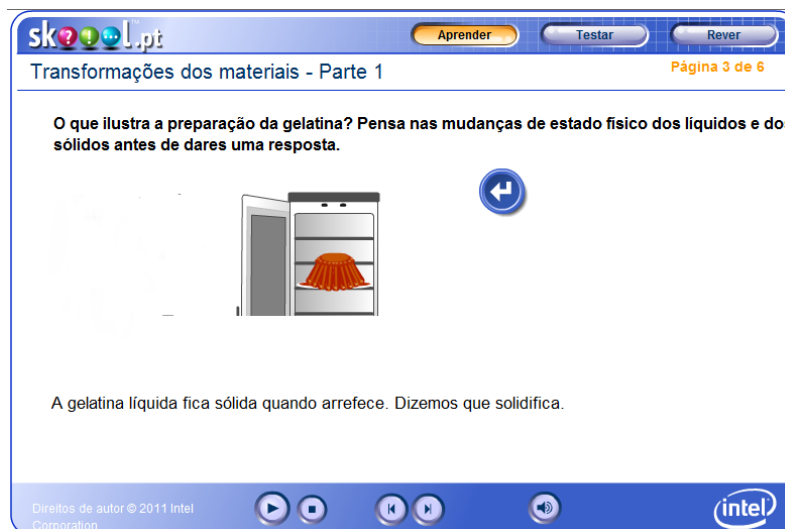 skoool.pt
Aprender
Testar
Rever
Transformações dos materiais - Parte 1
Página 3 de 6
O que ilustra a preparação da gelatina? Pensa nas mudanças de estado físico dos líquidos e dos
sólidos antes de dares uma resposta.
A gelatina líquida fica sólida quando arrefece. Dizemos que solidifica.
Direitos de autor © 2011 Intel
Corporation
intel